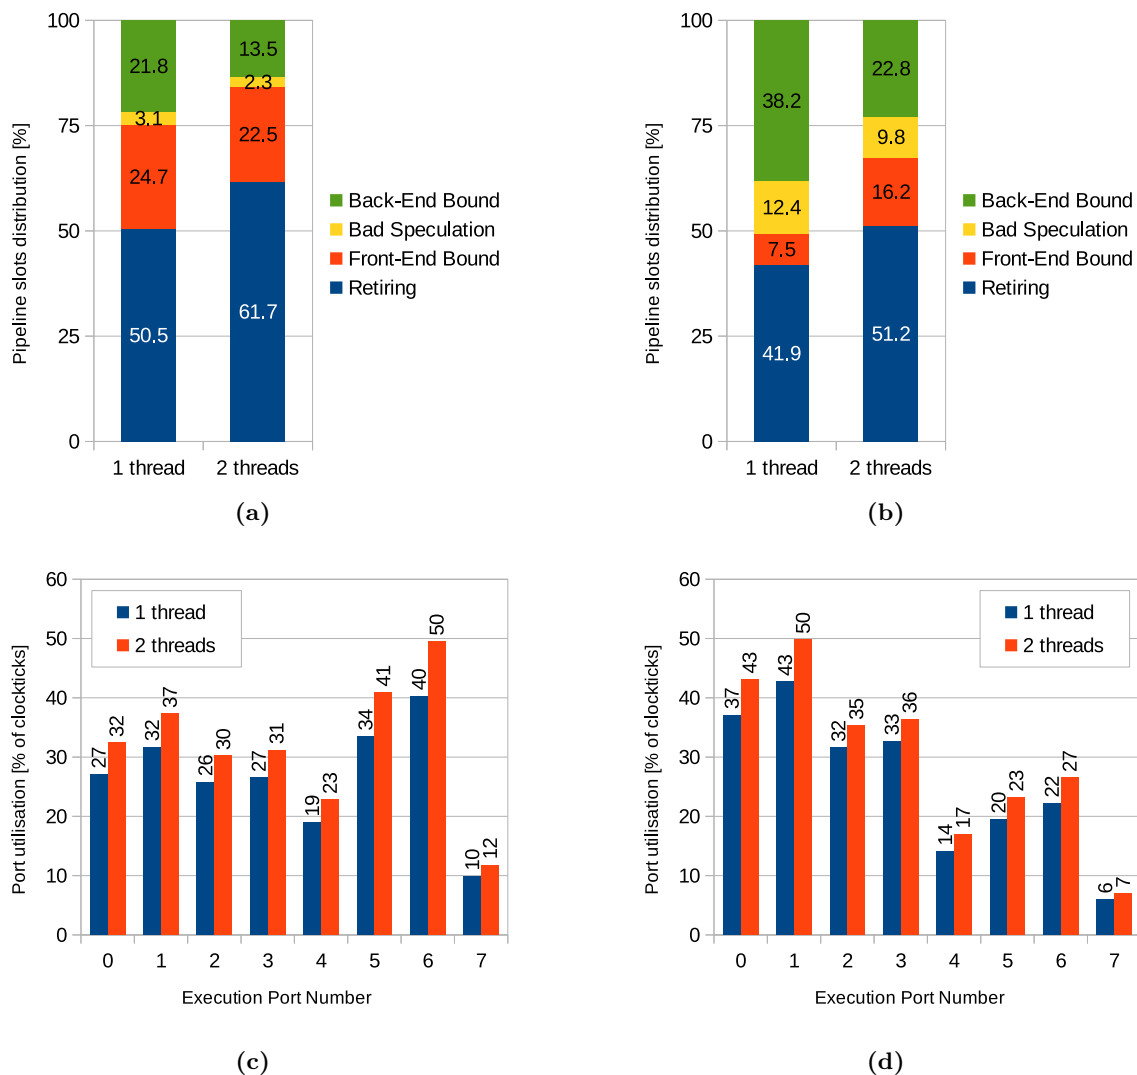 Pipeline slots distribution [%]
100
75
50
25
0
21.8
3.1
24.7
50.5
13.5
2.3
22.5
61.7
1 thread
2 threads
Back-End Bound
Bad Speculation
Front-End Bound
Retiring
(a)
Pipeline slots distribution [%]
100
75
50
25
0
38.2
12.4
7.5
41.9
22.8
9.8
16.2
51.2
1 thread
2 threads
Back-End Bound
Bad Speculation
Front-End Bound
Retiring
(b)
Port utilisation [% of clockticks]
60
50
40
30
20
10
0
1 thread
2 threads
27 32 32 37 26 30 27 31 19 23 34 41 40 50 10 12
0 1 2 3 4 5 6 7
Execution Port Number
(c)
Port utilisation [% of clockticks]
60
50
40
30
20
10
0
1 thread
2 threads
37 43 43 50 32 35 33 36 14 17 20 23 22 27 6 7
0 1 2 3 4 5 6 7
Execution Port Number
(d)